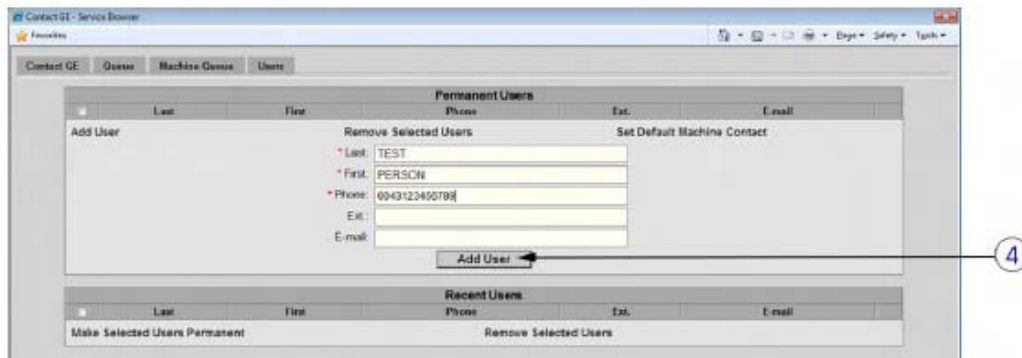 Contact GE - Service Browser
Favorites
Page Safety Tools
Contact GE Queue Machine Queue Users
Permanent Users
Last First Phone Ext. E-mail
Add User Remove Selected Users Set Default Machine Contact
* Last: TEST
* First: PERSON
* Phone: 0043123456789
Ext.:
E-mail:
Add User
4
Recent Users
Last First Phone Ext. E-mail
Make Selected Users Permanent Remove Selected Users